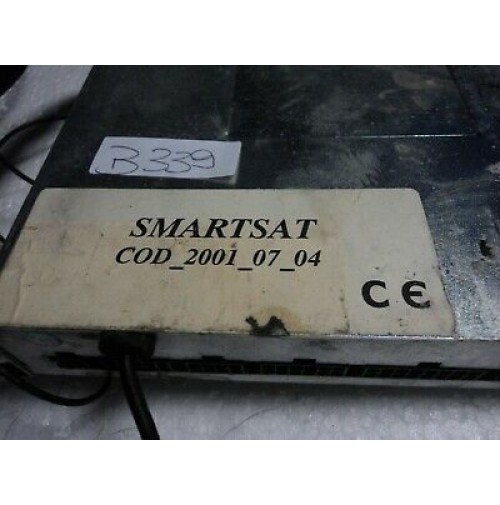 B339
SMARTSAT
COD_2001_07_04
CE